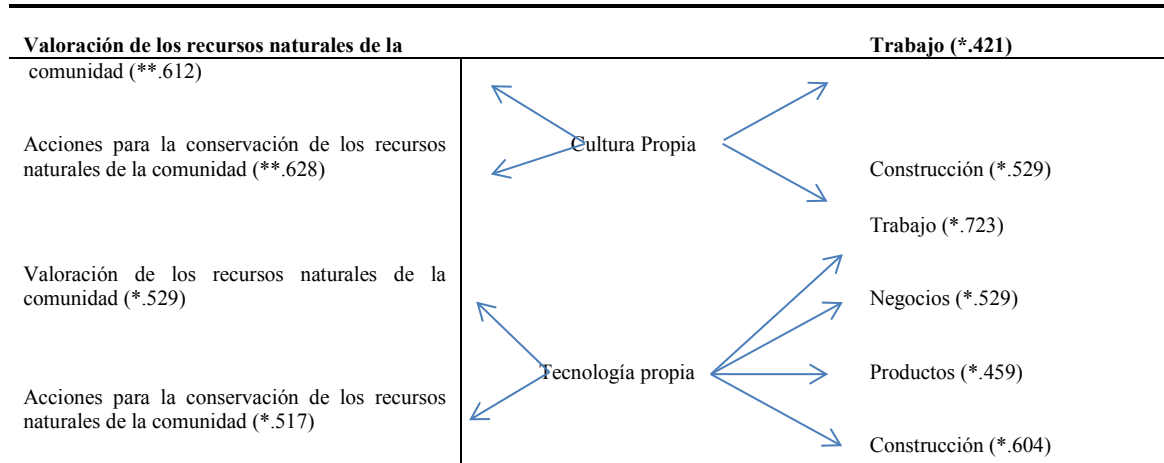 Valoración de los recursos naturales de la
comunidad (**.612)
Trabajo (*.421)
Acciones para la conservación de los recursos
naturales de la comunidad (**.628)
Cultura Propia
Construcción (*.529)
Trabajo (*.723)
Valoración de los recursos naturales de la
comunidad (*.529)
Negocios (*.529)
Tecnología propia
Productos (*.459)
Acciones para la conservación de los recursos
naturales de la comunidad (*.517)
Construcción (*.604)